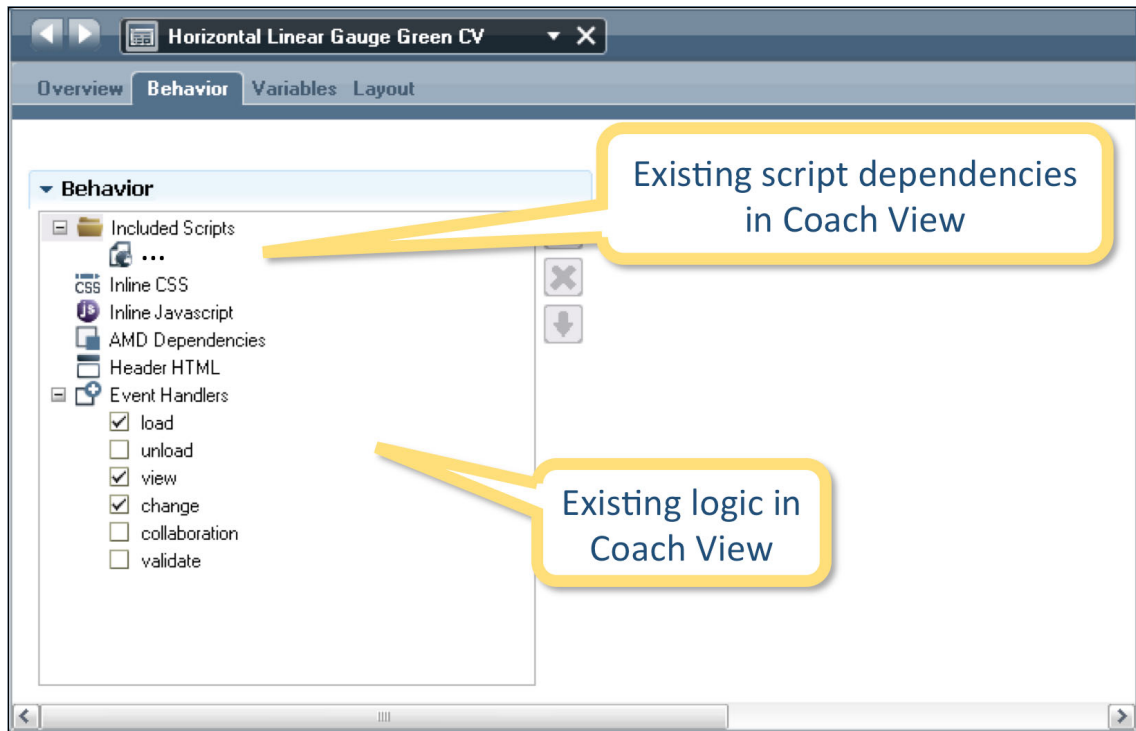 Horizontal Linear Gauge Green CV
Overview Behavior Variables Layout
Existing script dependencies
in Coach View
Behavior
Included Scripts
...
CSS Inline CSS
JS Inline Javascript
AMD Dependencies
Header HTML
Event Handlers
load
unload
view
change
collaboration
validate
Existing logic in
Coach View